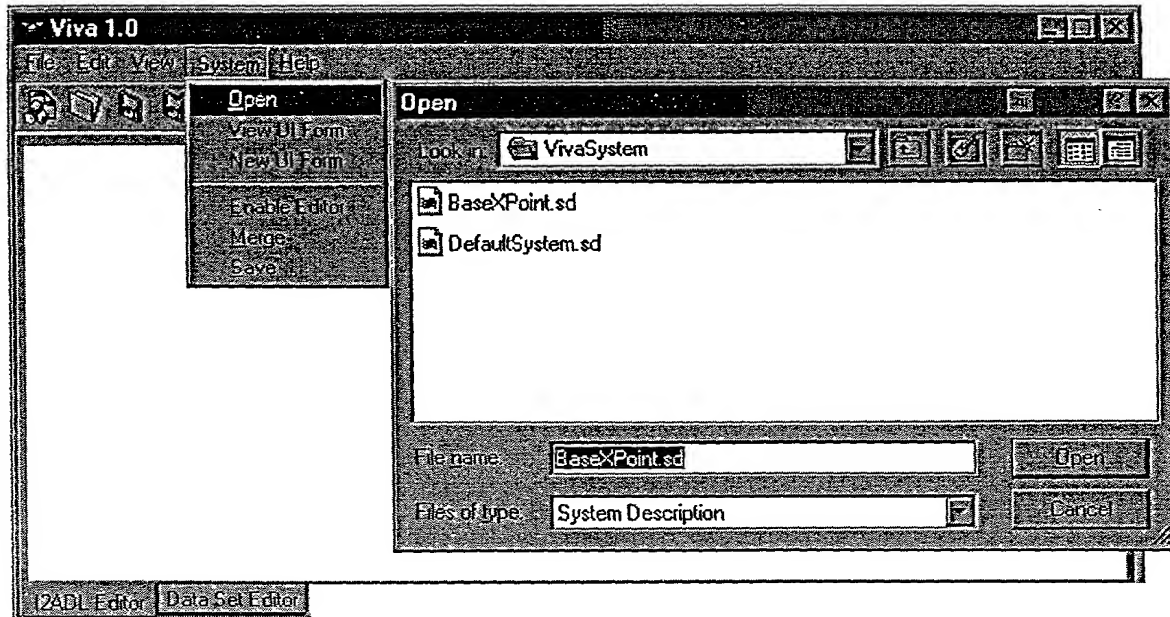 Viva 1.0
File Edit View System Help
Open
View UI Form
New UI Form
Enable Editor
Merge
Save
Open
Look in: VivaSystem
BaseXPoint.sd
DefaultSystem.sd
File name: BaseXPoint.sd Open
Files of type: System Description Cancel
I2ADL Editor Data Set Editor